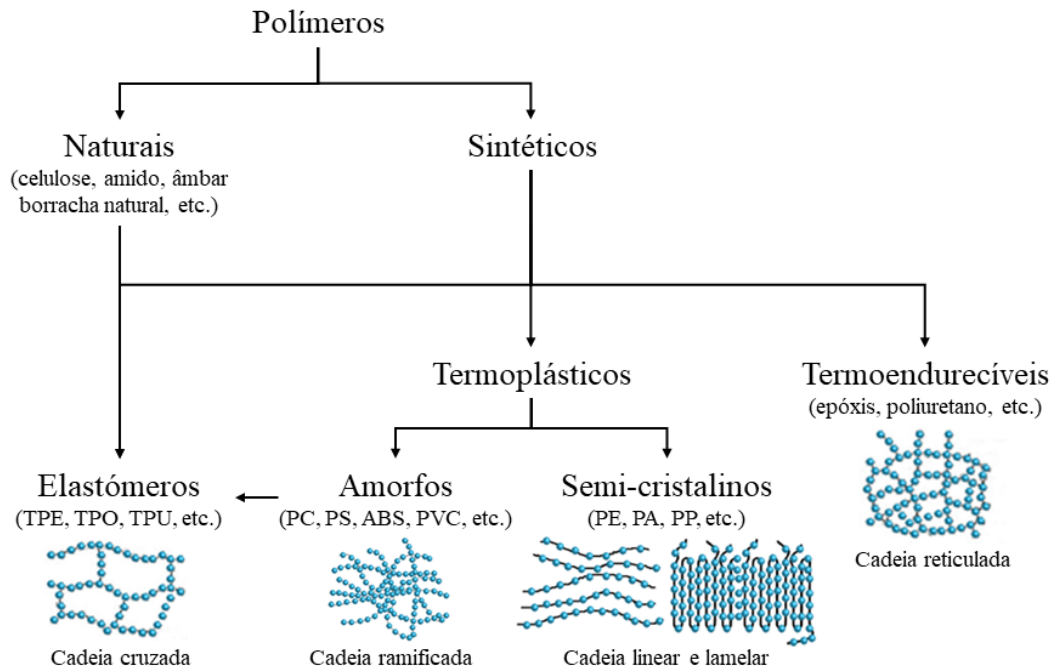 Polímeros
Naturais
(celulose, amido, âmbar
borracha natural, etc.)
Sintéticos
Termoplásticos
Termoendurecíveis
(epóxis, poliuretano, etc.)
Elastómeros
(TPE, TPO, TPU, etc.)
Amorfos
(PC, PS, ABS, PVC, etc.)
Semi-cristalinos
(PE, PA, PP, etc.)
Cadeia reticulada
Cadeia cruzada
Cadeia ramificada
Cadeia linear e lamelar